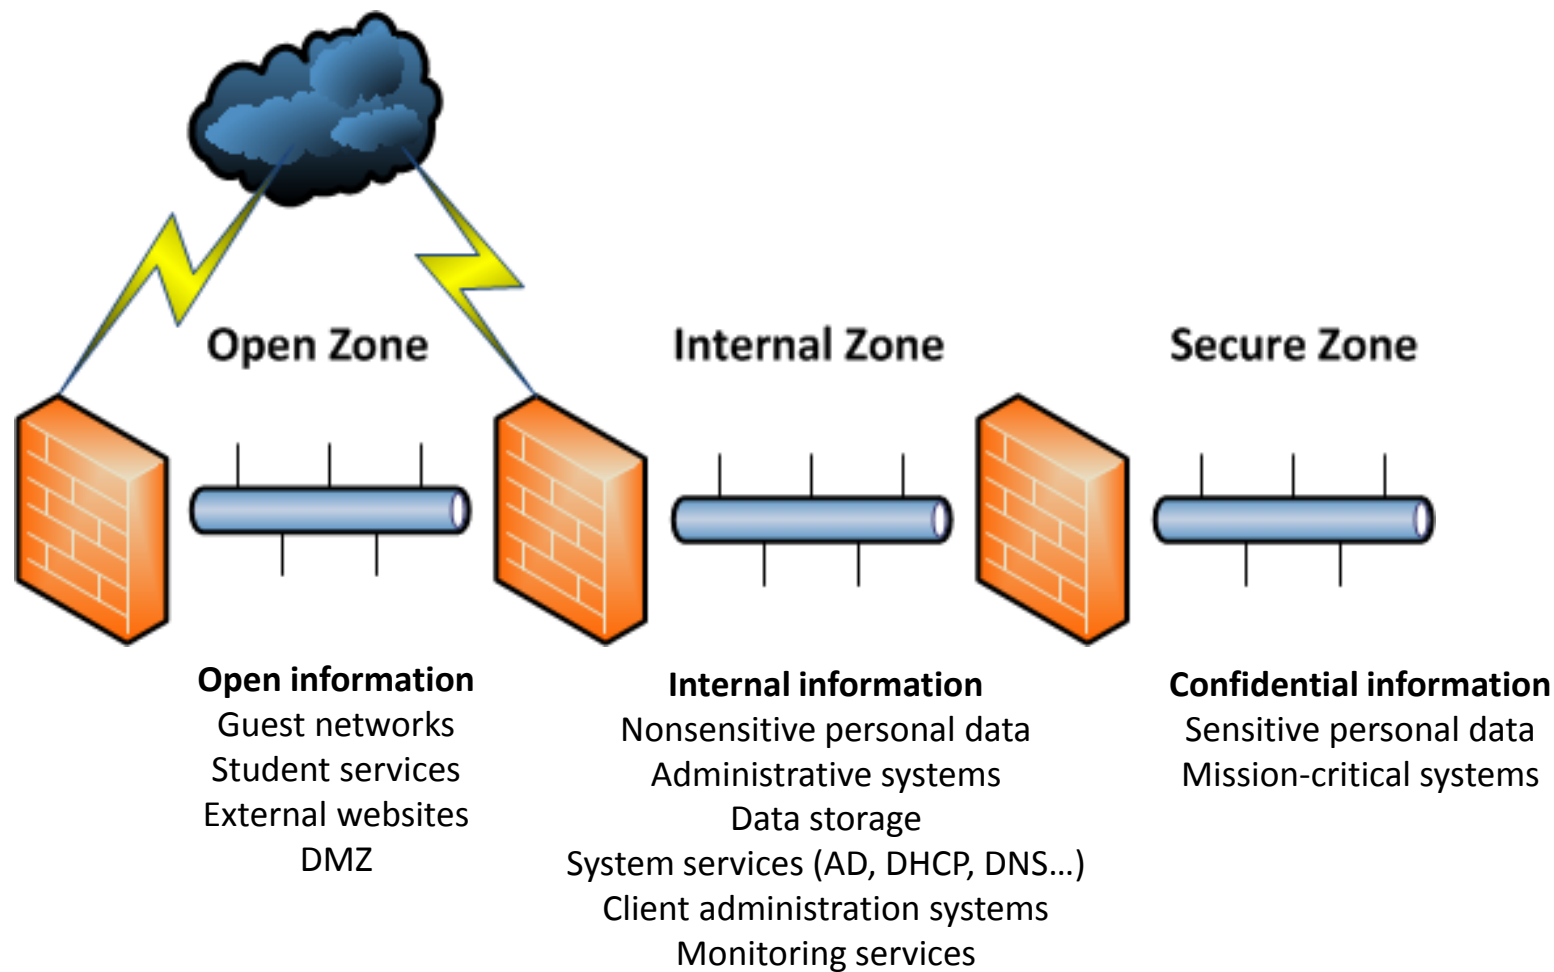 Open Zone
Internal Zone
Secure Zone
Open information
Guest networks
Student services
External websites
DMZ
Internal information
Nonsensitive personal data
Administrative systems
Data storage
System services (AD, DHCP, DNS…)
Client administration systems
Monitoring services
Confidential information
Sensitive personal data
Mission-critical systems